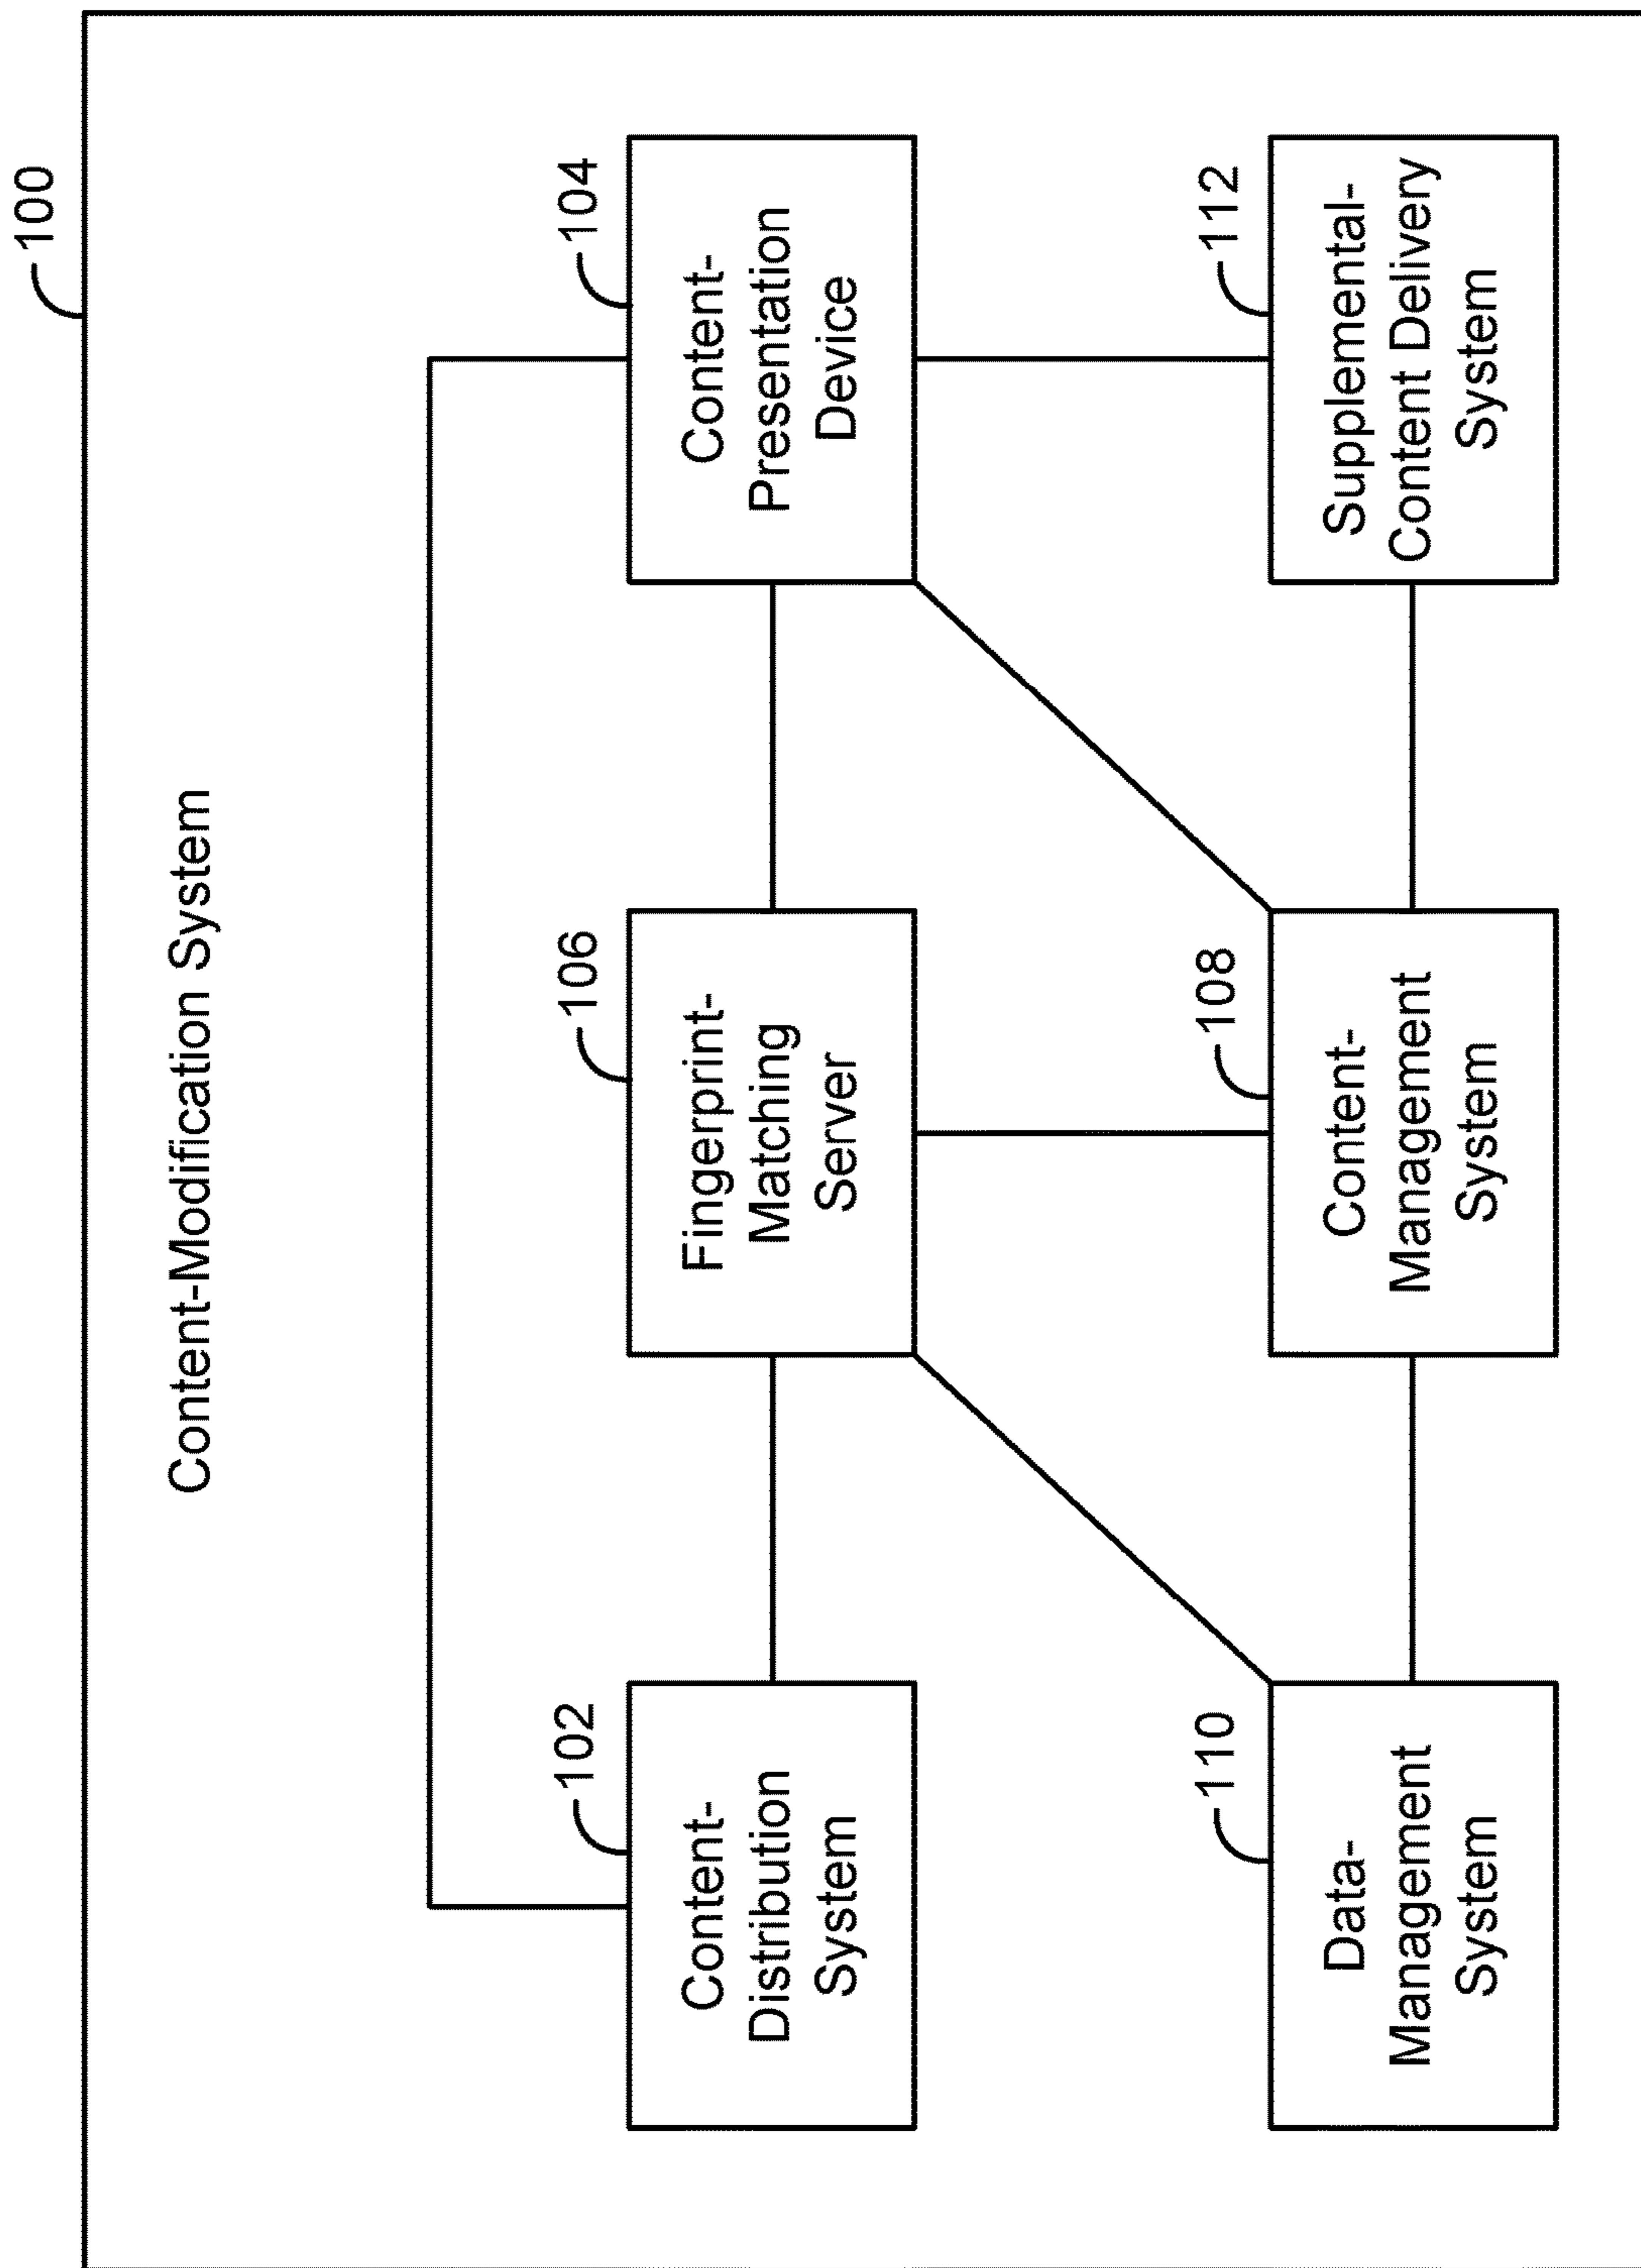 100
Content-Modification System
102
Content-
Distribution
System
106
Fingerprint-
Matching
Server
104
Content-
Presentation
Device
110
Data-
Management
System
108
Content-
Management
System
112
Supplemental-
Content Delivery
System